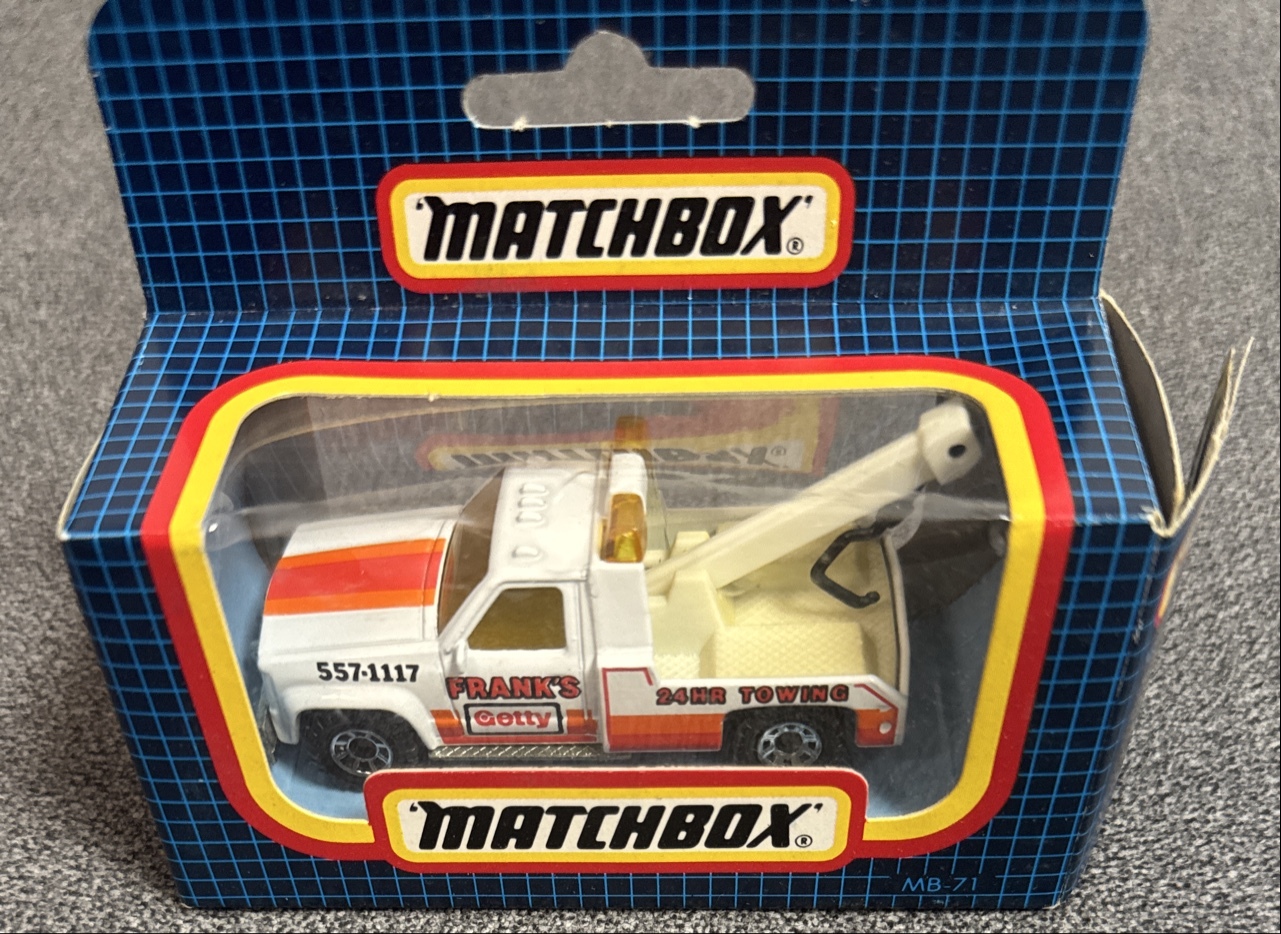 'MATCHBOX'®
557·1117
FRANK'S
Getty
24HR TOWING
'MATCHBOX'®
MB-71